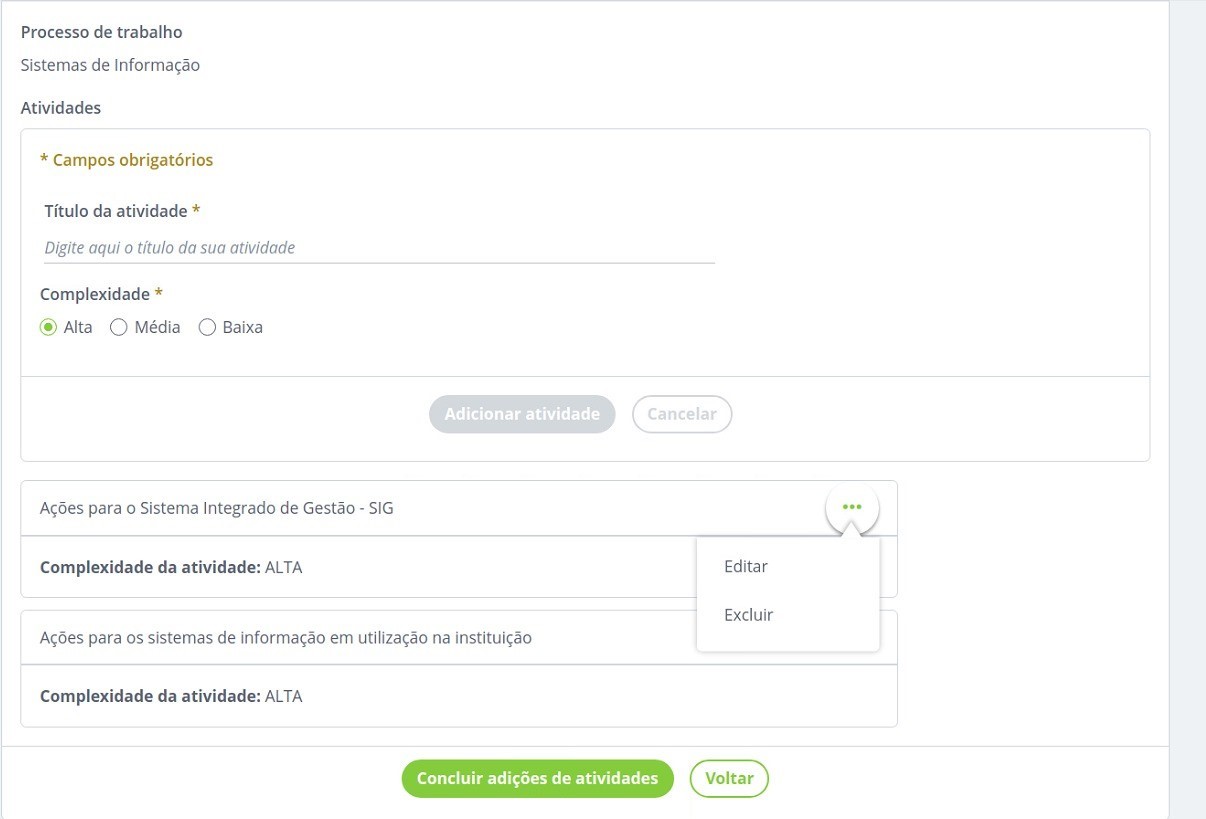 Processo de trabalho
Sistemas de Informação
Atividades
* Campos obrigatórios
Título da atividade *
Digite aqui o título da sua atividade
Complexidade *
Alta Média Baixa
Adicionar atividade Cancelar
Ações para o Sistema Integrado de Gestão - SIG
Complexidade da atividade: ALTA
Editar
Excluir
Ações para os sistemas de informação em utilização na instituição
Complexidade da atividade: ALTA
Concluir adições de atividades Voltar